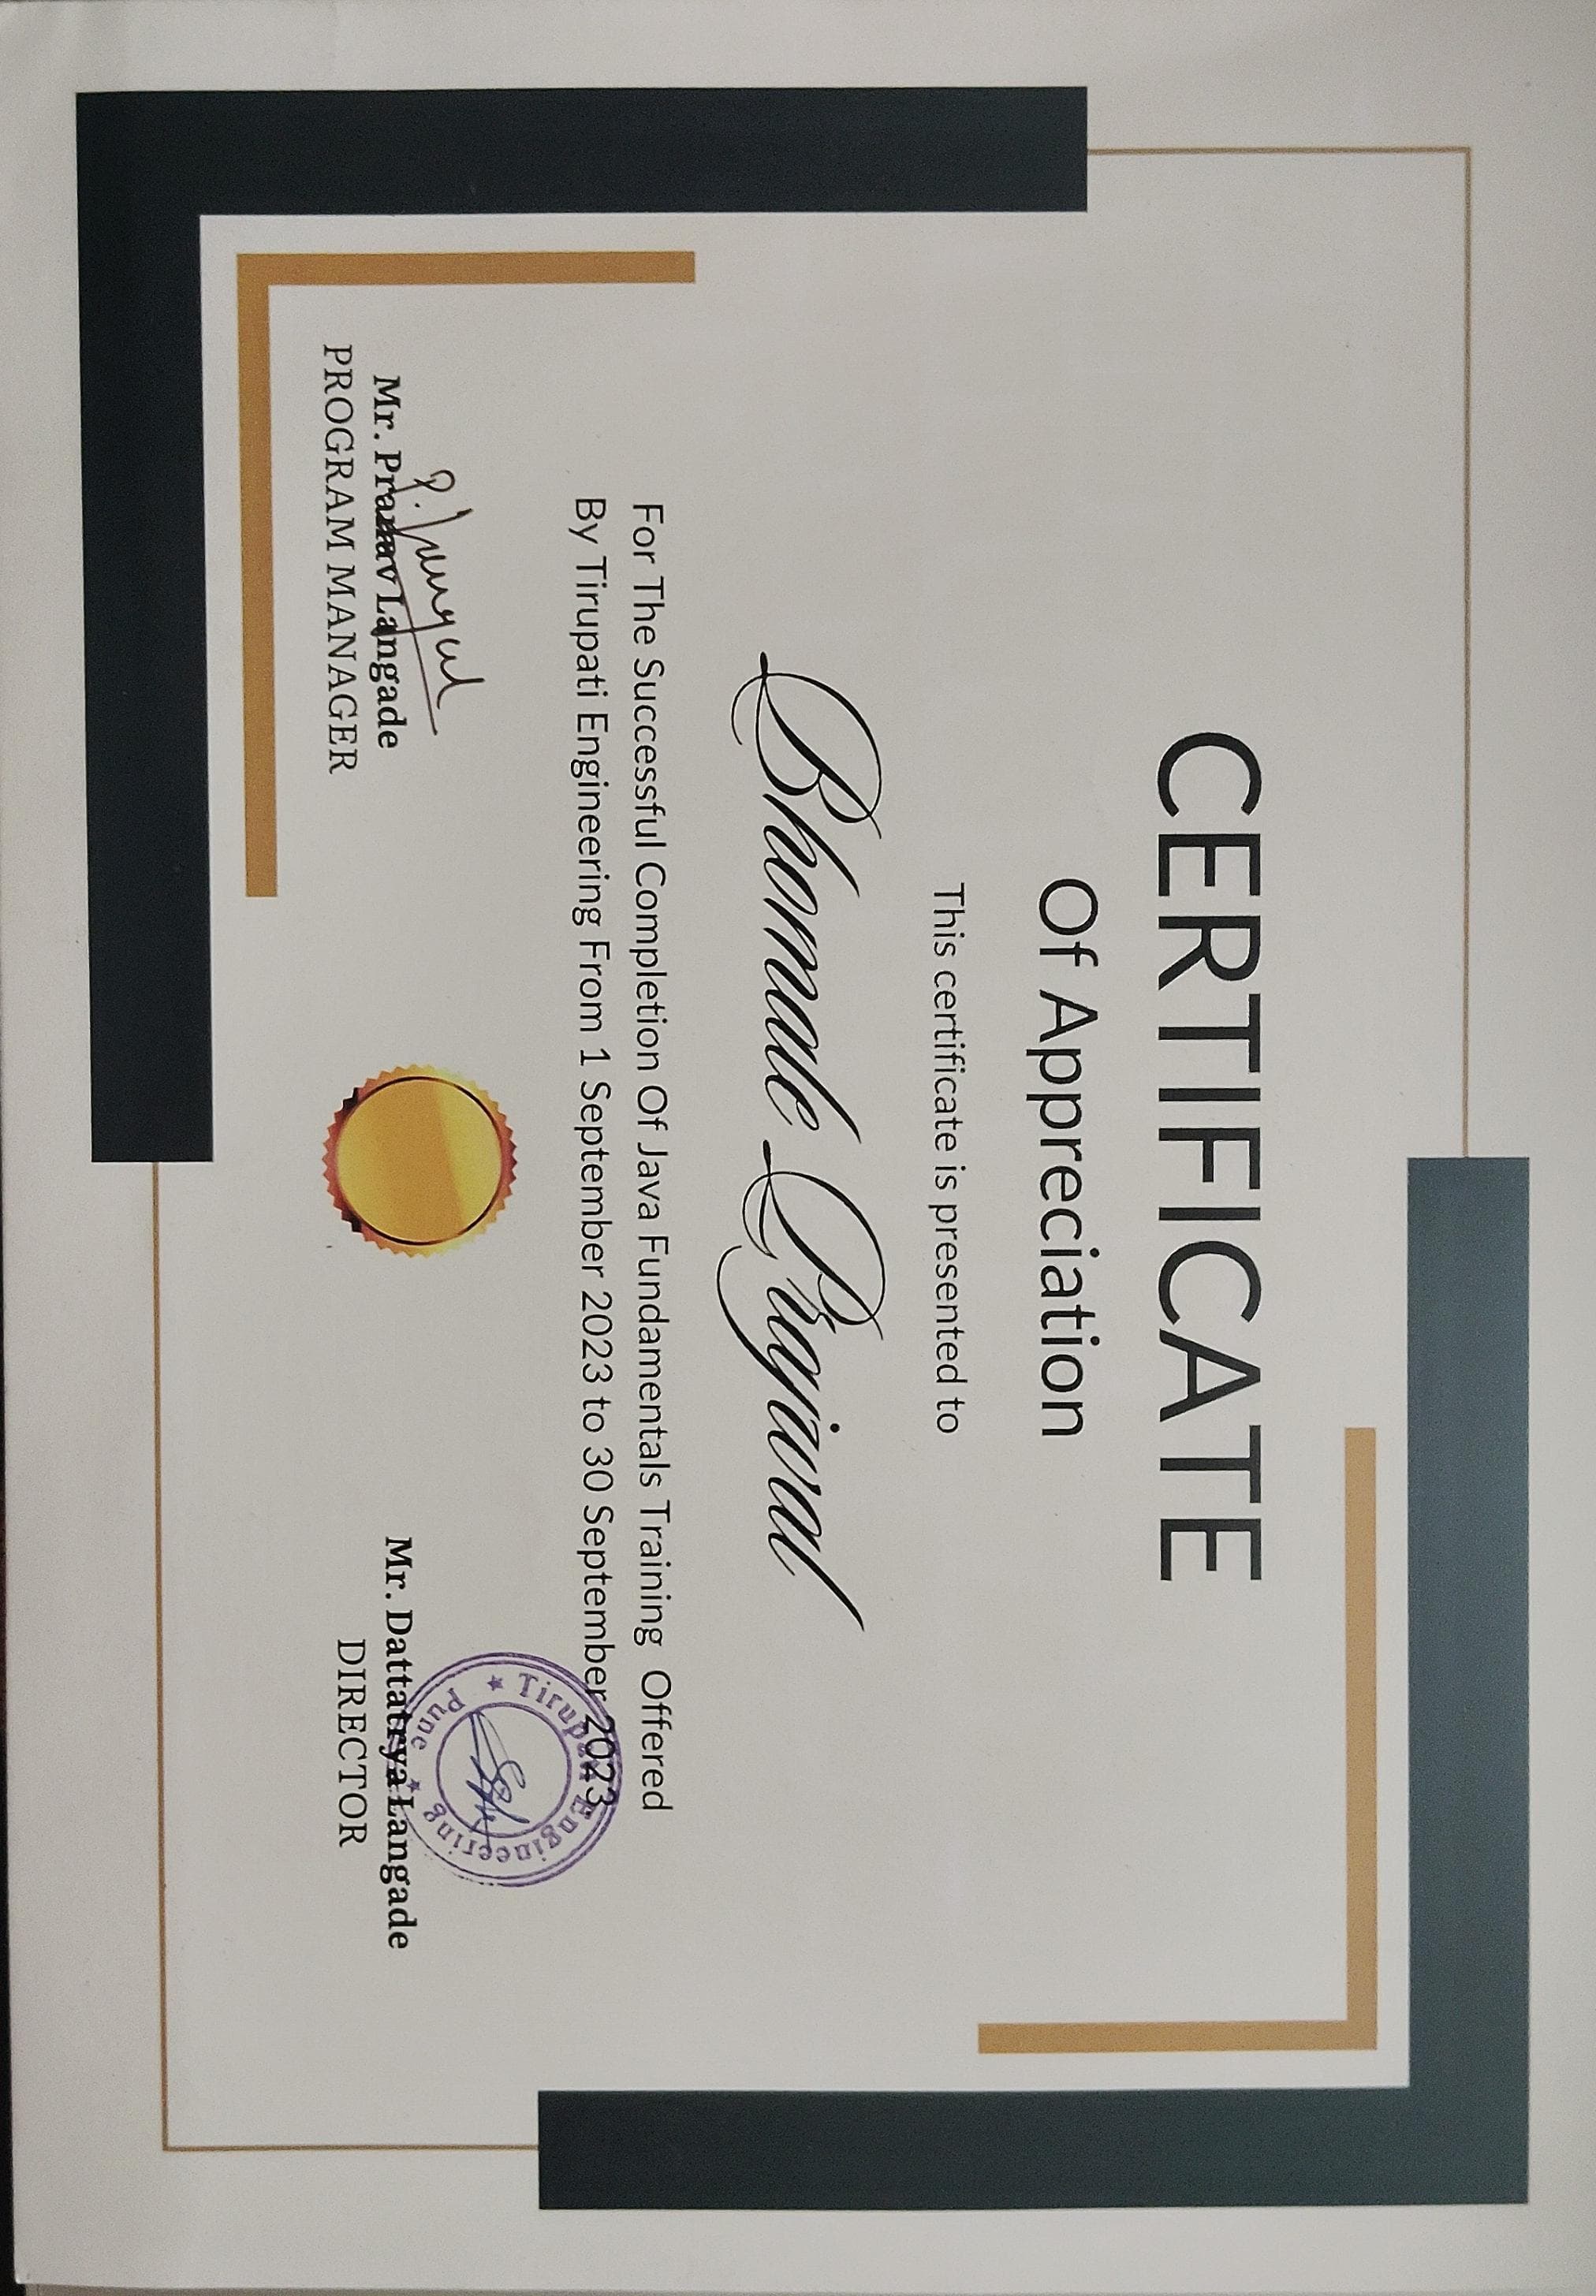 CERTIFICATE
Of Appreciation
This certificate is presented to
Bhomale Prajwal
For The Successful Completion Of Java Fundamentals Training Offered
By Tirupati Engineering From 1 September 2023 to 30 September 2023
Tirupati Engineering
Pune
P. Langad
Mr. Pranav Langade
PROGRAM MANAGER
Mr. Dattatrya Langade
DIRECTOR